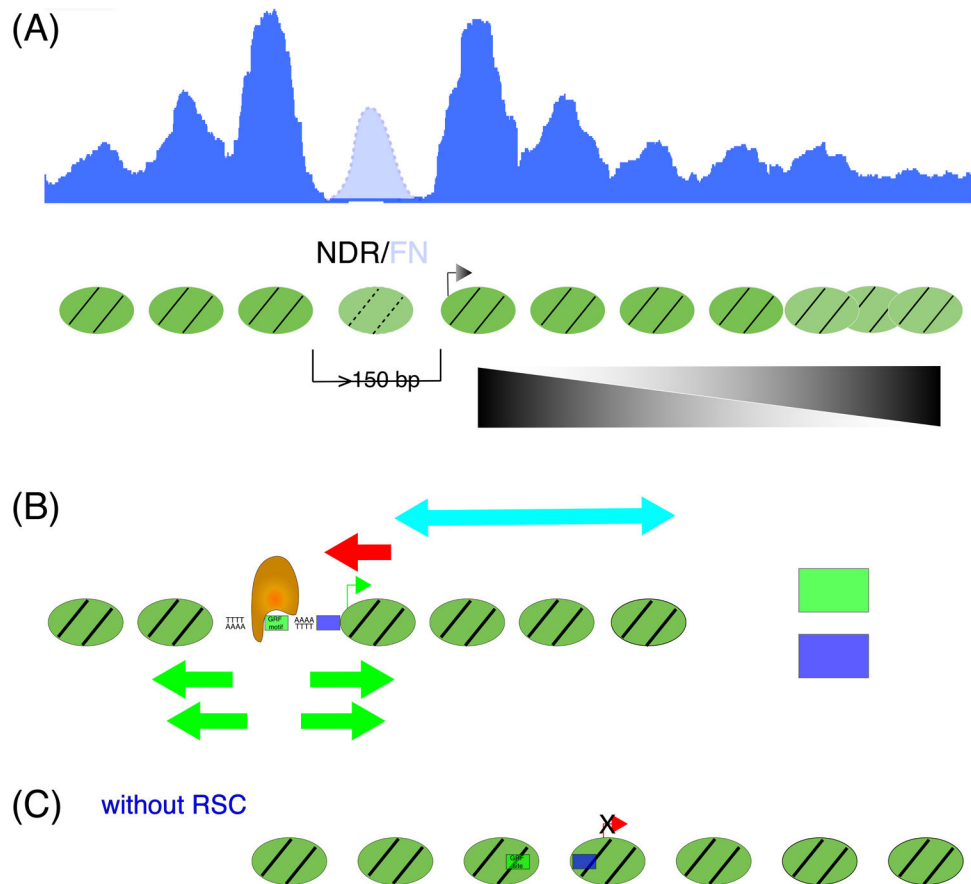 (A)
NDR/FN
>150 bp
(B)
TTTT
AAAA
GRF
motif
AAAA
TTTT
(C)
without RSC
X
GRF
site